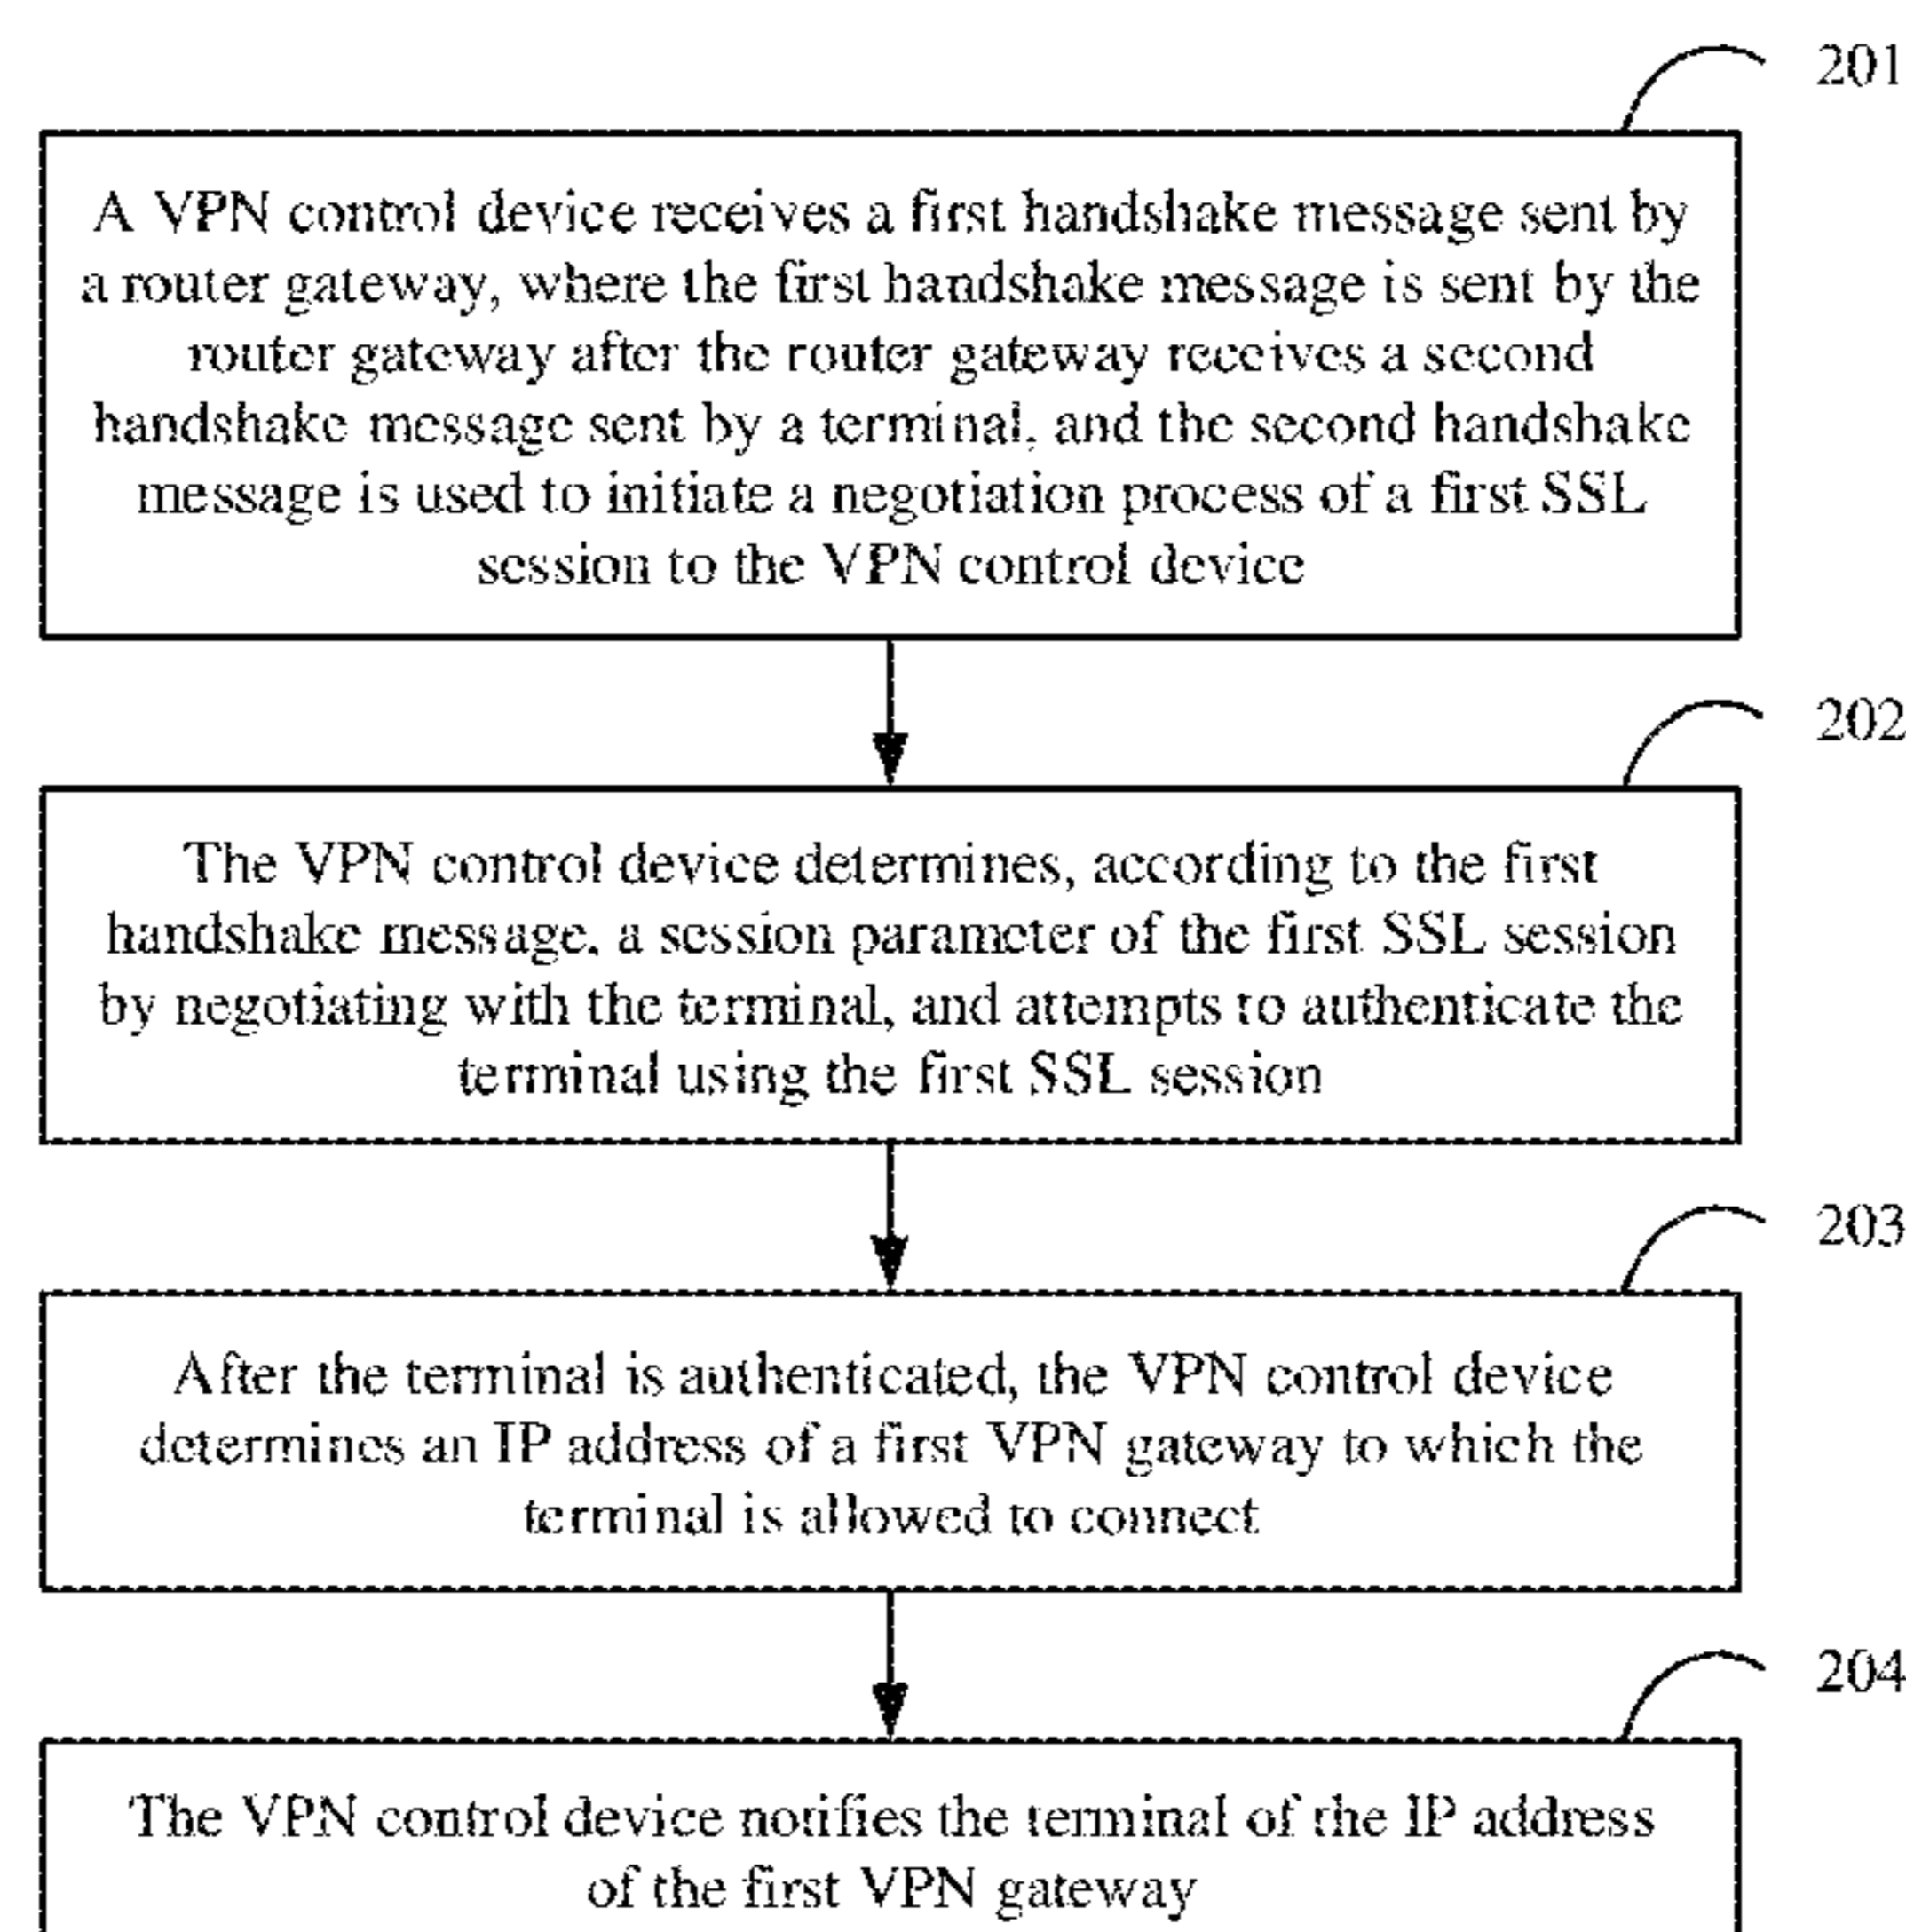 201
A VPN control device receives a first handshake message sent by
a router gateway, where the first handshake message is sent by the
router gateway after the router gateway receives a second
handshake message sent by a terminal, and the second handshake
message is used to initiate a negotiation process of a first SSL
session to the VPN control device
202
The VPN control device determines, according to the first
handshake message, a session parameter of the first SSL session
by negotiating with the terminal, and attempts to authenticate the
terminal using the first SSL session
203
After the terminal is authenticated, the VPN control device
determines an IP address of a first VPN gateway to which the
terminal is allowed to connect
204
The VPN control device notifies the terminal of the IP address
of the first VPN gateway